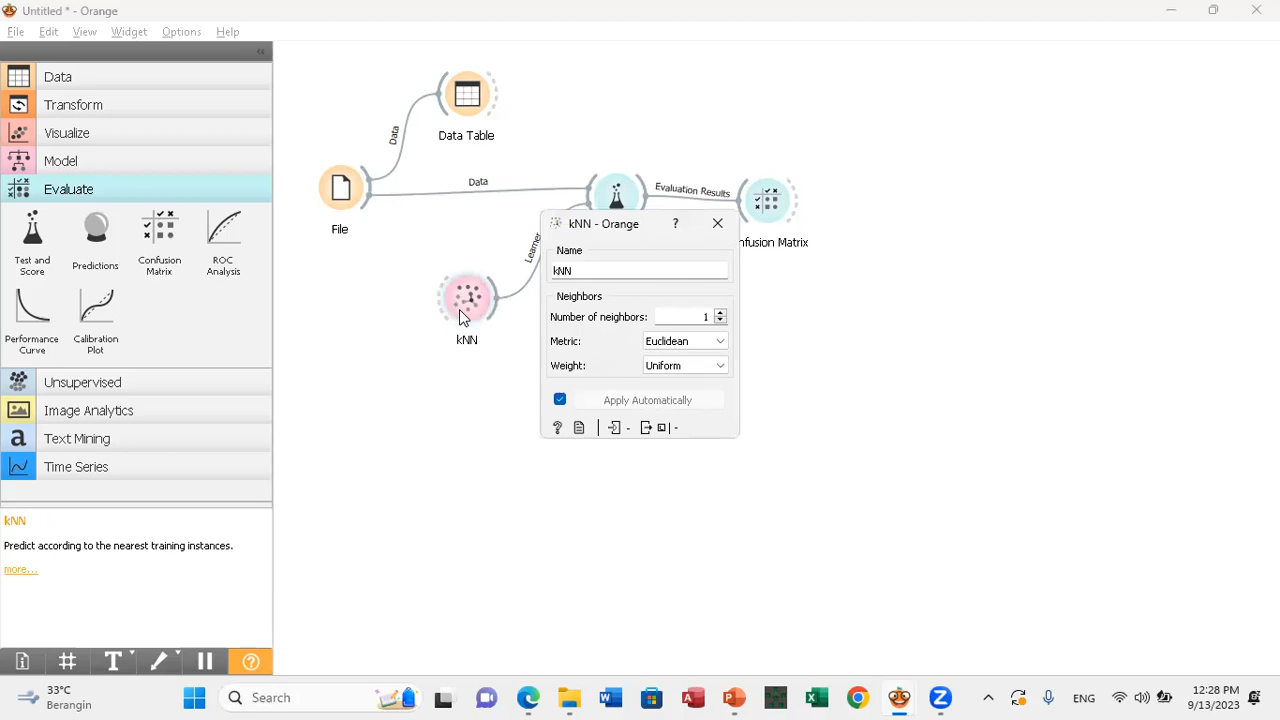 Untitled * - Orange
File Edit View Widget Options Help
Data
Transform
Visualize
Model
Evaluate
Test and Score
Predictions
Confusion Matrix
ROC Analysis
Performance Curve
Calibration Plot
Unsupervised
Image Analytics
a Text Mining
Time Series
kNN
Predict according to the nearest training instances.
more...
Data Table
Data
File
Data
Evaluation Results
nfusion Matrix
Learner
kNN
kNN - Orange ?
Name
kNN
Neighbors
Number of neighbors: 1
Metric: Euclidean
Weight: Uniform
Apply Automatically
? -  -
T ?
33°C
Berangin
Search
ENG
12:28 PM
9/13/2023